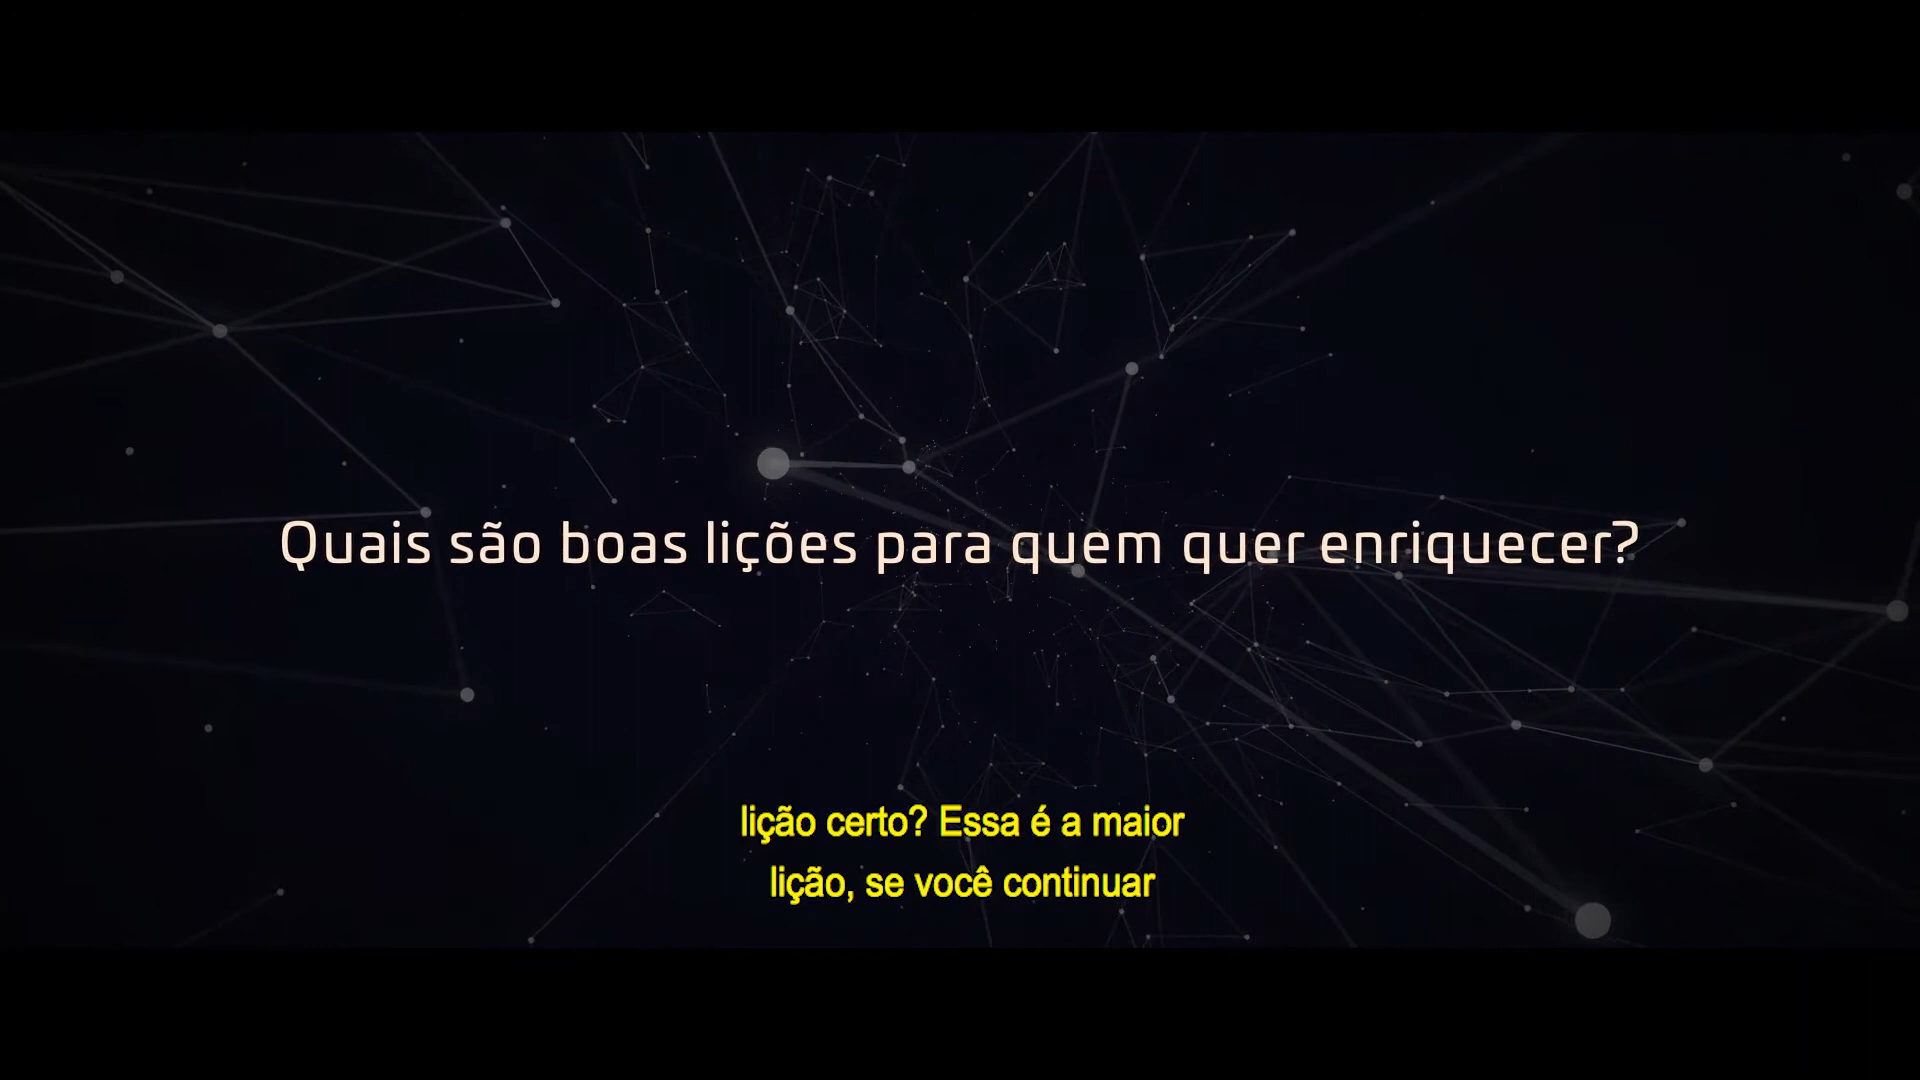 Quais são boas lições para quem quer enriquecer?
lição certo? Essa é a maior
lição, se você continuar